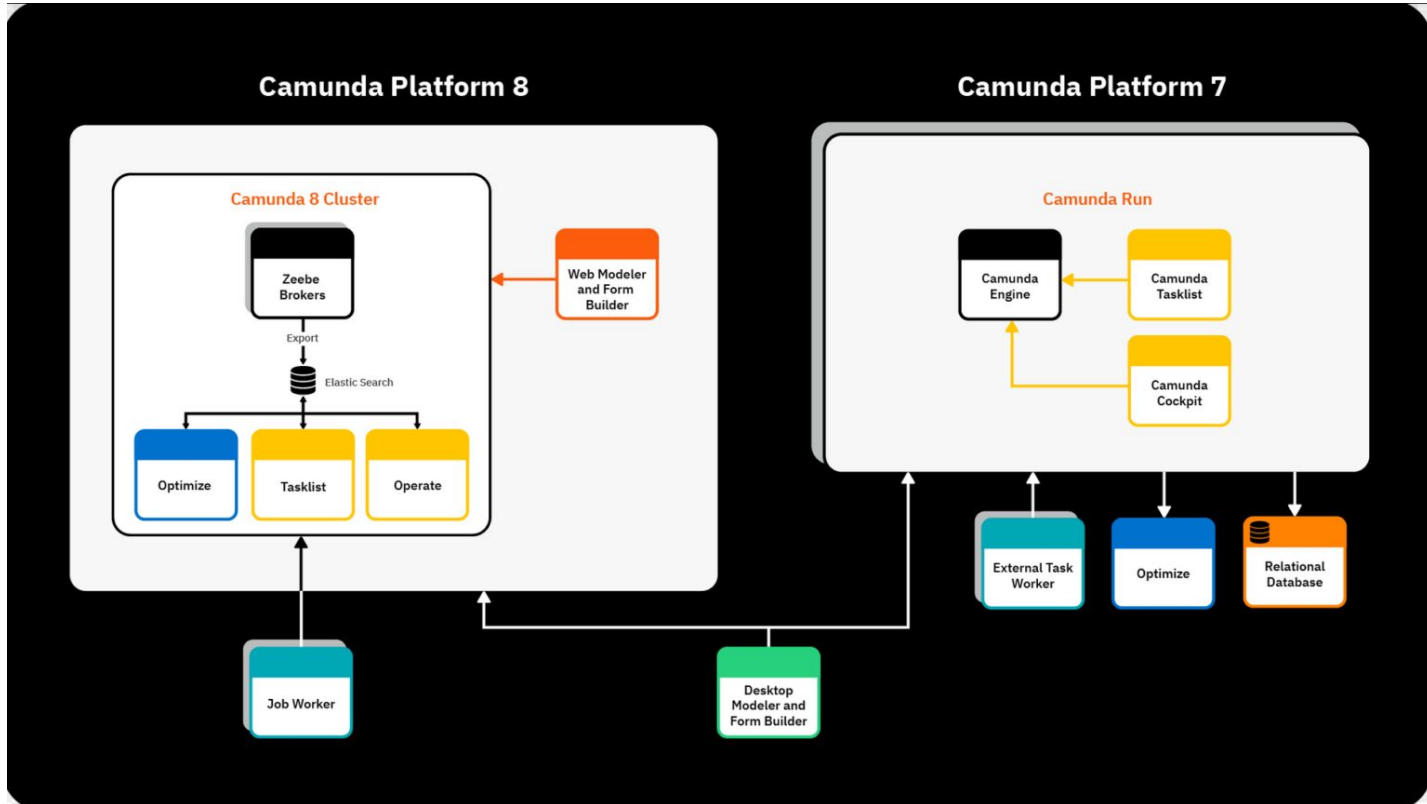 Camunda Platform 8
Camunda 8 Cluster
Zeebe
Brokers
Export
Elastic Search
Optimize
Tasklist
Operate
Web Modeler
and Form
Builder
Job Worker
Desktop
Modeler and
Form Builder
Camunda Platform 7
Camunda Run
Camunda
Engine
Camunda
Tasklist
Camunda
Cockpit
External Task
Worker
Optimize
Relational
Database